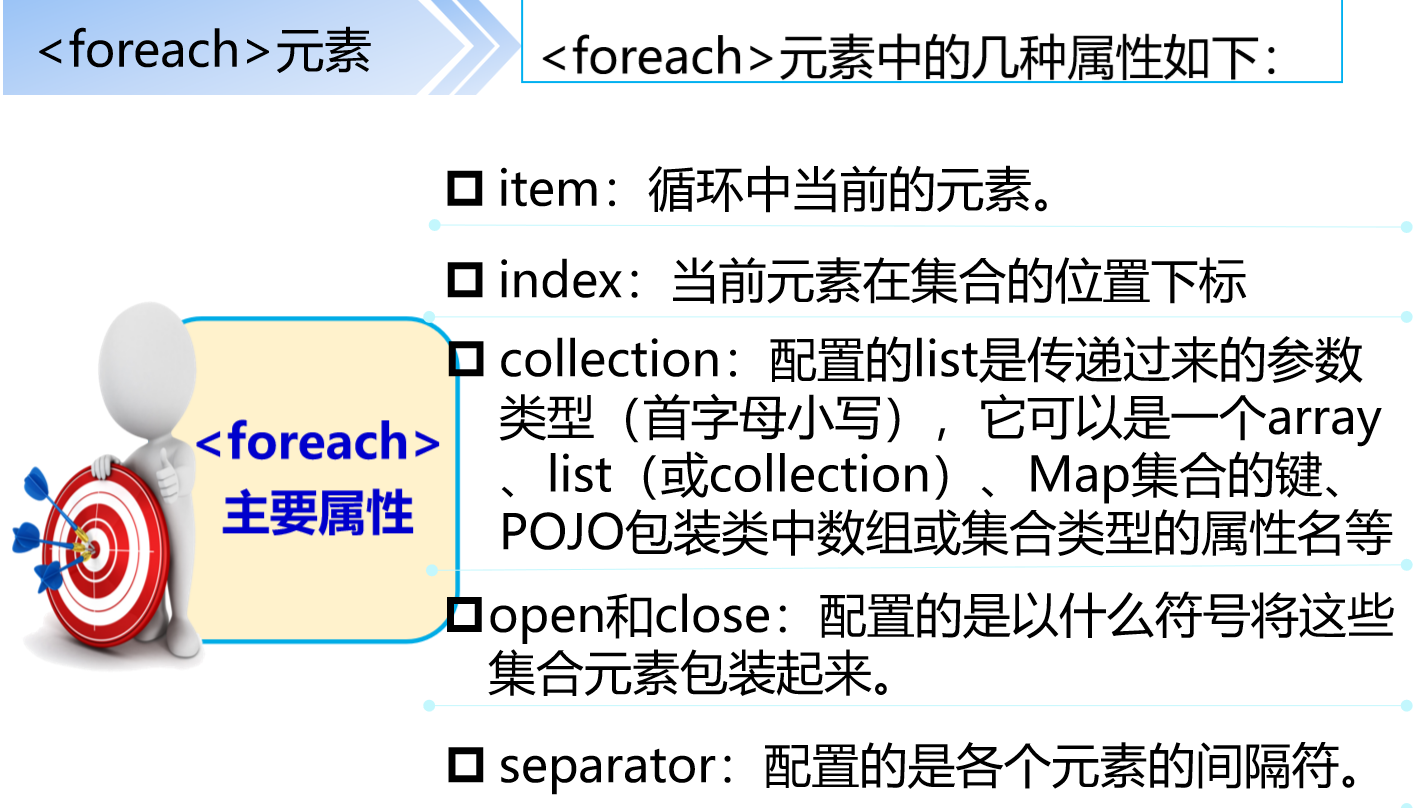 <foreach>元素
<foreach>元素中的几种属性如下：
item：循环中当前的元素。
index：当前元素在集合的位置下标
collection：配置的list是传递过来的参数
类型（首字母小写），它可以是一个array
、list（或collection）、Map集合的键、
POJO包装类中数组或集合类型的属性名等
open和close：配置的是以什么符号将这些
集合元素包装起来。
separator：配置的是各个元素的间隔符。
<foreach>
主要属性